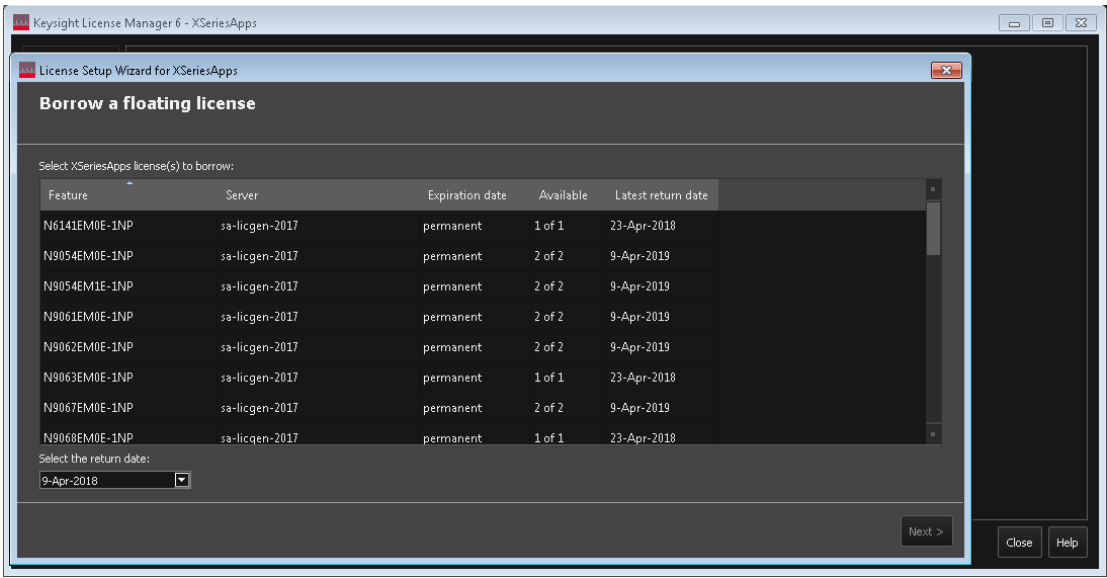 Keysight License Manager 6 - XSeriesApps
License Setup Wizard for XSeriesApps
Borrow a floating license
Select XSeriesApps license(s) to borrow:
Feature Server Expiration date Available Latest return date
N6141EM0E-1NP sa-licgen-2017 permanent 1 of 1 23-Apr-2018
N9054EM0E-1NP sa-licgen-2017 permanent 2 of 2 9-Apr-2019
N9054EM1E-1NP sa-licgen-2017 permanent 2 of 2 9-Apr-2019
N9061EM0E-1NP sa-licgen-2017 permanent 2 of 2 9-Apr-2019
N9062EM0E-1NP sa-licgen-2017 permanent 2 of 2 9-Apr-2019
N9063EM0E-1NP sa-licgen-2017 permanent 1 of 1 23-Apr-2018
N9067EM0E-1NP sa-licgen-2017 permanent 2 of 2 9-Apr-2019
N9068EM0E-1NP sa-licgen-2017 permanent 1 of 1 23-Apr-2018
Select the return date:
9-Apr-2018
Next >
Close Help